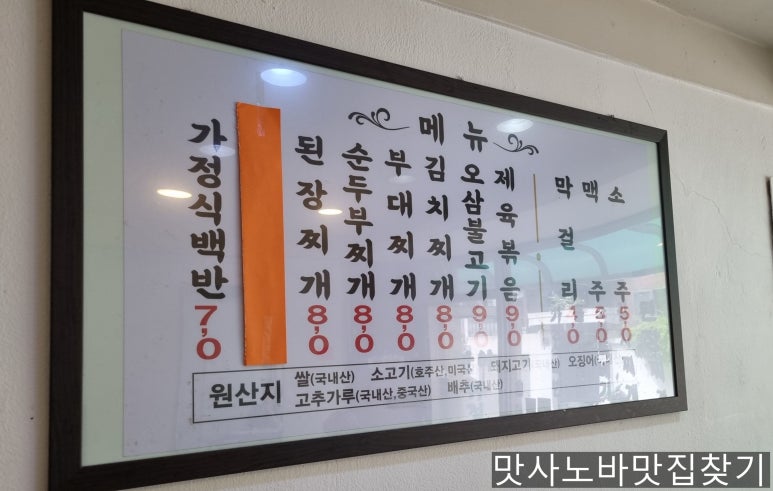 메뉴
가정식백반 7,0
된장찌개 8,0
순두부찌개 8,0
부대찌개 8,0
김치찌개 8,0
오삼불고기 9,0
제육볶음 9,0
막걸리
맥주
소주 5,0
원산지
쌀(국내산) 소고기(호주산,미국산 돼지고기 오징어
고추가루(국내산,중국산) 배추(국내산)
맛사노바맛집찾기